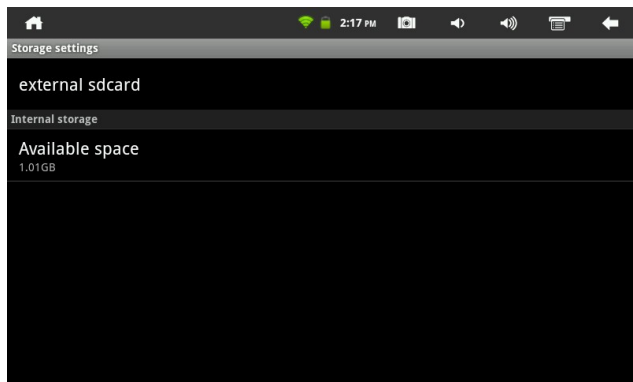 2:17 PM
Storage settings
external sdcard
Internal storage
Available space
1.01GB